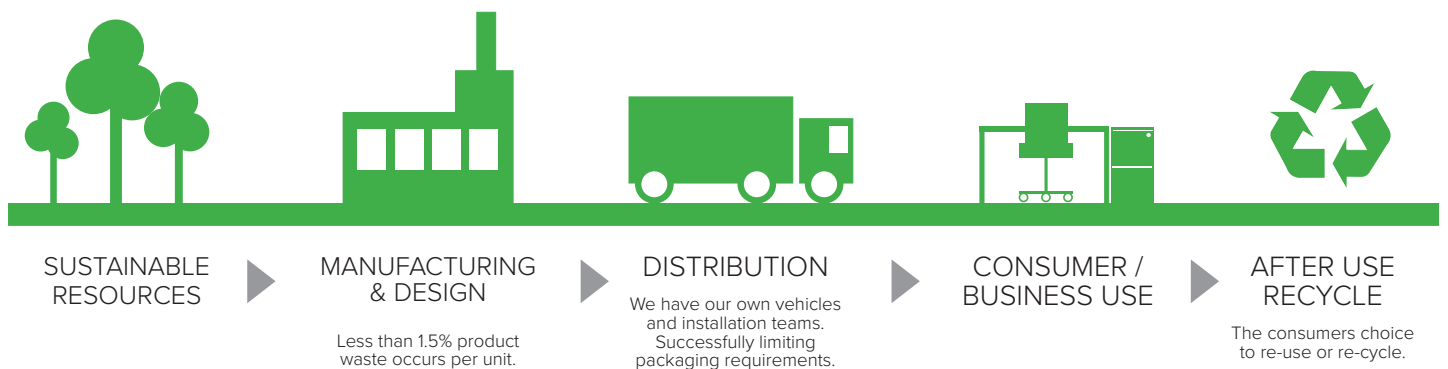 SUSTAINABLE
RESOURCES
MANUFACTURING
& DESIGN
Less than 1.5% product
waste occurs per unit.
DISTRIBUTION
We have our own vehicles
and installation teams.
Successfully limiting
packaging requirements.
CONSUMER /
BUSINESS USE
AFTER USE
RECYCLE
The consumers choice
to re-use or re-cycle.